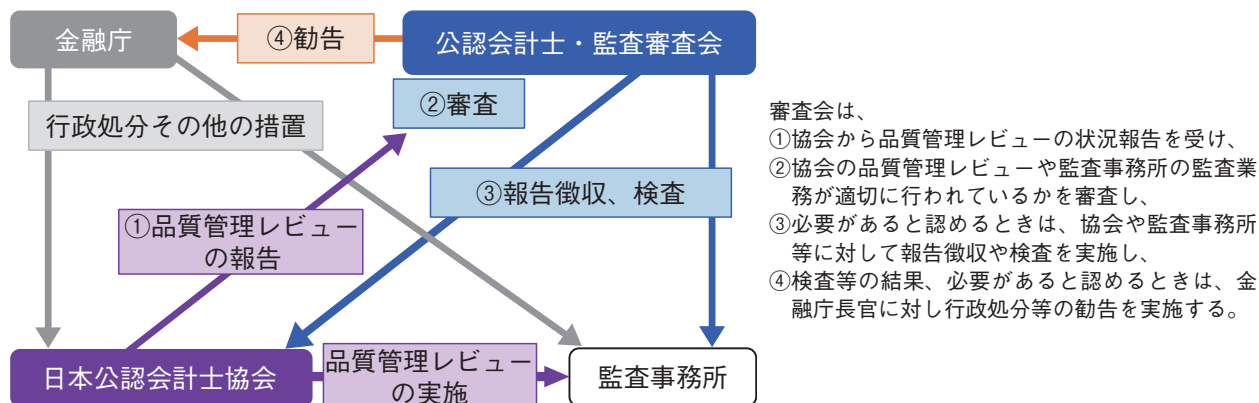 金融庁
④勧告
公認会計士・監査審査会
②審査
行政処分その他の措置
③報告徴収、検査
①品質管理レビュー
の報告
日本公認会計士協会
品質管理レビュー
の実施
監査事務所
審査会は、
①協会から品質管理レビューの状況報告を受け、
②協会の品質管理レビューや監査事務所の監査業
務が適切に行われているかを審査し、
③必要があると認めるときは、協会や監査事務所
等に対して報告徴収や検査を実施し、
④検査等の結果、必要があると認めるときは、金
融庁長官に対し行政処分等の勧告を実施する。